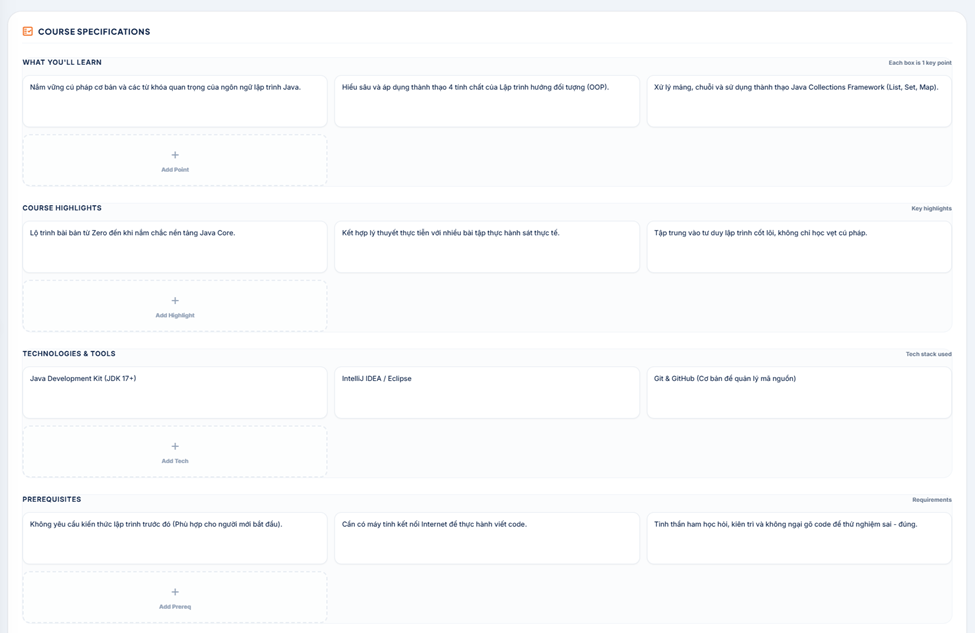 COURSE SPECIFICATIONS
WHAT YOU'LL LEARN
Each box is 1 key point
Nắm vững cú pháp cơ bản và các từ khóa quan trọng của ngôn ngữ lập trình Java.
Hiểu sâu và áp dụng thành thạo 4 tính chất của Lập trình hướng đối tượng (OOP).
Xử lý mảng, chuỗi và sử dụng thành thạo Java Collections Framework (List, Set, Map).
+
Add Point
COURSE HIGHLIGHTS
Key highlights
Lộ trình bài bản từ Zero đến khi nắm chắc nền tảng Java Core.
Kết hợp lý thuyết thực tiễn với nhiều bài tập thực hành sát thực tế.
Tập trung vào tư duy lập trình cốt lõi, không chỉ học vẹt cú pháp.
+
Add Highlight
TECHNOLOGIES & TOOLS
Tech stack used
Java Development Kit (JDK 17+)
IntelliJ IDEA / Eclipse
Git & GitHub (Cơ bản để quản lý mã nguồn)
+
Add Tech
PREREQUISITES
Requirements
Không yêu cầu kiến thức lập trình trước đó (Phù hợp cho người mới bắt đầu).
Cần có máy tính kết nối Internet để thực hành viết code.
Tinh thần ham học hỏi, kiên trì và không ngại gõ code để thử nghiệm sai - đúng.
+
Add Prereq